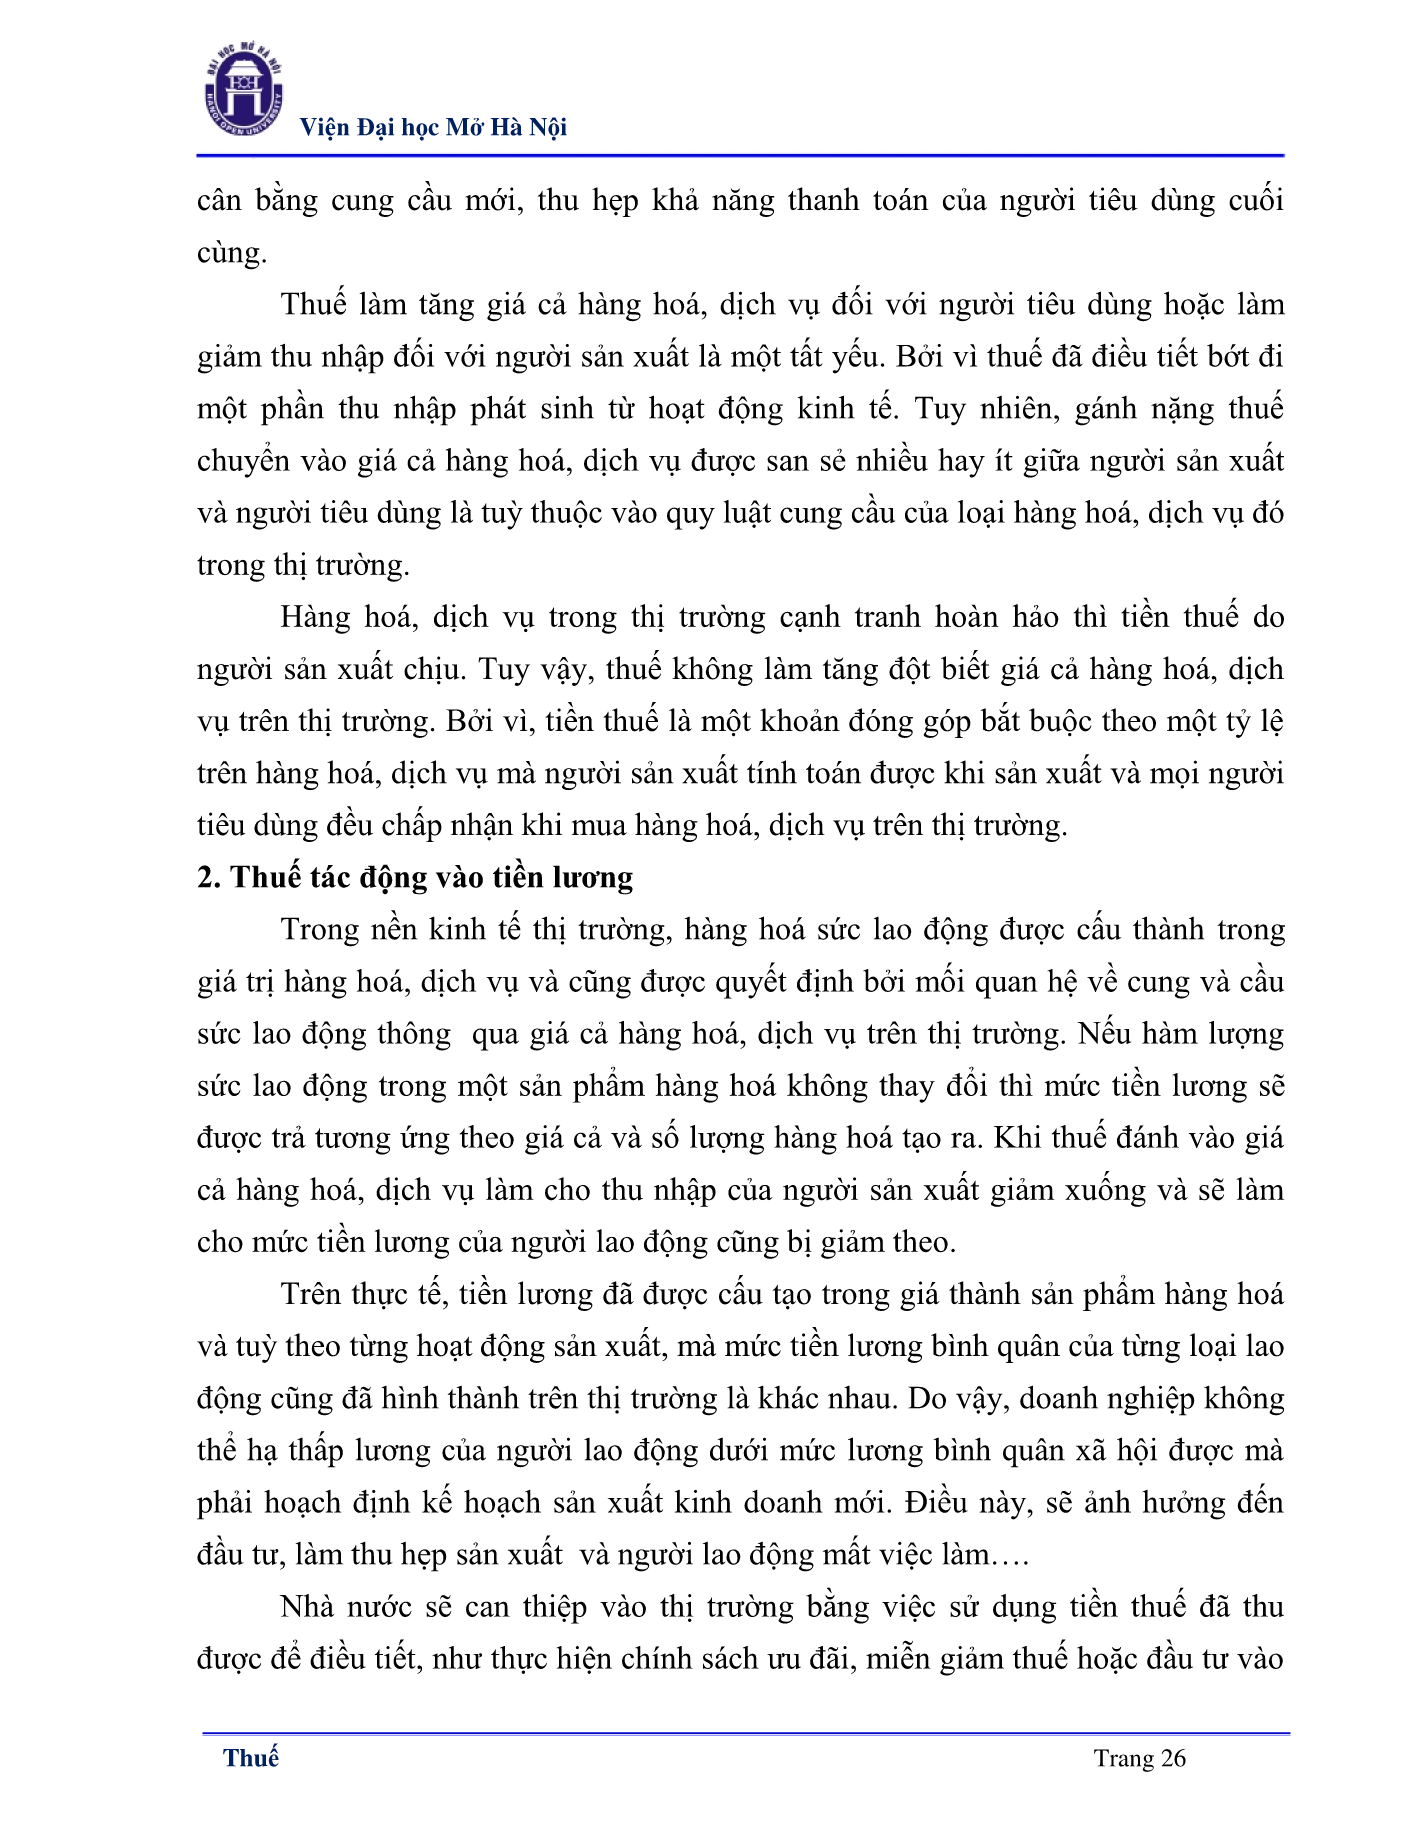 ĐẠI HỌC MỞ HÀ NỘI
HANOI OPEN UNIVERSITY
Viện Đại học Mở Hà Nội
cân bằng cung cầu mới, thu hẹp khả năng thanh toán của người tiêu dùng cuối
cùng.
Thuế làm tăng giá cả hàng hoá, dịch vụ đối với người tiêu dùng hoặc làm
giảm thu nhập đối với người sản xuất là một tất yếu. Bởi vì thuế đã điều tiết bớt đi
một phần thu nhập phát sinh từ hoạt động kinh tế. Tuy nhiên, gánh nặng thuế
chuyển vào giá cả hàng hoá, dịch vụ được san sẻ nhiều hay ít giữa người sản xuất
và người tiêu dùng là tuỳ thuộc vào quy luật cung cầu của loại hàng hoá, dịch vụ đó
trong thị trường.
Hàng hoá, dịch vụ trong thị trường cạnh tranh hoàn hảo thì tiền thuế do
người sản xuất chịu. Tuy vậy, thuế không làm tăng đột biết giá cả hàng hoá, dịch
vụ trên thị trường. Bởi vì, tiền thuế là một khoản đóng góp bắt buộc theo một tỷ lệ
trên hàng hoá, dịch vụ mà người sản xuất tính toán được khi sản xuất và mọi người
tiêu dùng đều chấp nhận khi mua hàng hoá, dịch vụ trên thị trường.
2. Thuế tác động vào tiền lương
Trong nền kinh tế thị trường, hàng hoá sức lao động được cấu thành trong
giá trị hàng hoá, dịch vụ và cũng được quyết định bởi mối quan hệ về cung và cầu
sức lao động thông  qua giá cả hàng hoá, dịch vụ trên thị trường. Nếu hàm lượng
sức lao động trong một sản phẩm hàng hoá không thay đổi thì mức tiền lương sẽ
được trả tương ứng theo giá cả và số lượng hàng hoá tạo ra. Khi thuế đánh vào giá
cả hàng hoá, dịch vụ làm cho thu nhập của người sản xuất giảm xuống và sẽ làm
cho mức tiền lương của người lao động cũng bị giảm theo.
Trên thực tế, tiền lương đã được cấu tạo trong giá thành sản phẩm hàng hoá
và tuỳ theo từng hoạt động sản xuất, mà mức tiền lương bình quân của từng loại lao
động cũng đã hình thành trên thị trường là khác nhau. Do vậy, doanh nghiệp không
thể hạ thấp lương của người lao động dưới mức lương bình quân xã hội được mà
phải hoạch định kế hoạch sản xuất kinh doanh mới. Điều này, sẽ ảnh hưởng đến
đầu tư, làm thu hẹp sản xuất  và người lao động mất việc làm….
Nhà nước sẽ can thiệp vào thị trường bằng việc sử dụng tiền thuế đã thu
được để điều tiết, như thực hiện chính sách ưu đãi, miễn giảm thuế hoặc đầu tư vào
Thuế
Trang 26